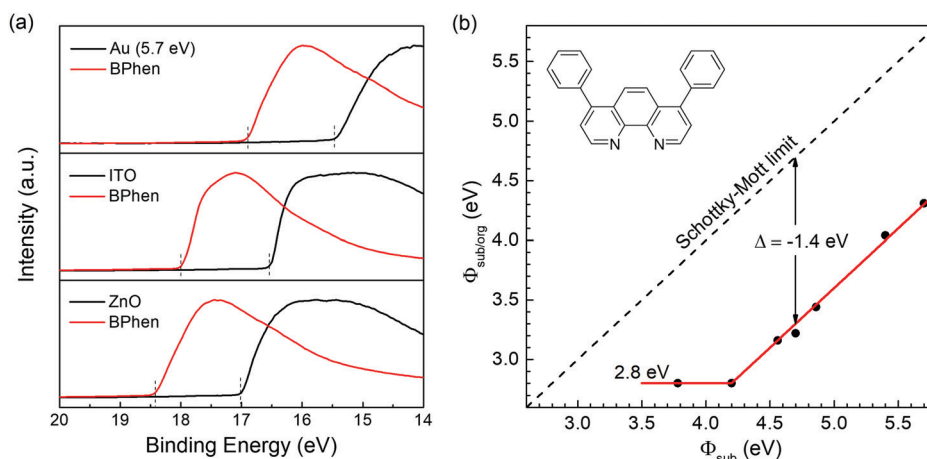 (a)
Au (5.7 eV)
BPhen
ITO
BPhen
ZnO
BPhen
Intensity (a.u.)
20 19 18 17 16 15 14
Binding Energy (eV)
(b)
5.5
5.0
4.5
4.0
3.5
3.0
Φsub/org (eV)
N N
Schottky-Mott limit
Δ = -1.4 eV
2.8 eV
3.0 3.5 4.0 4.5 5.0 5.5
Φsub (eV)